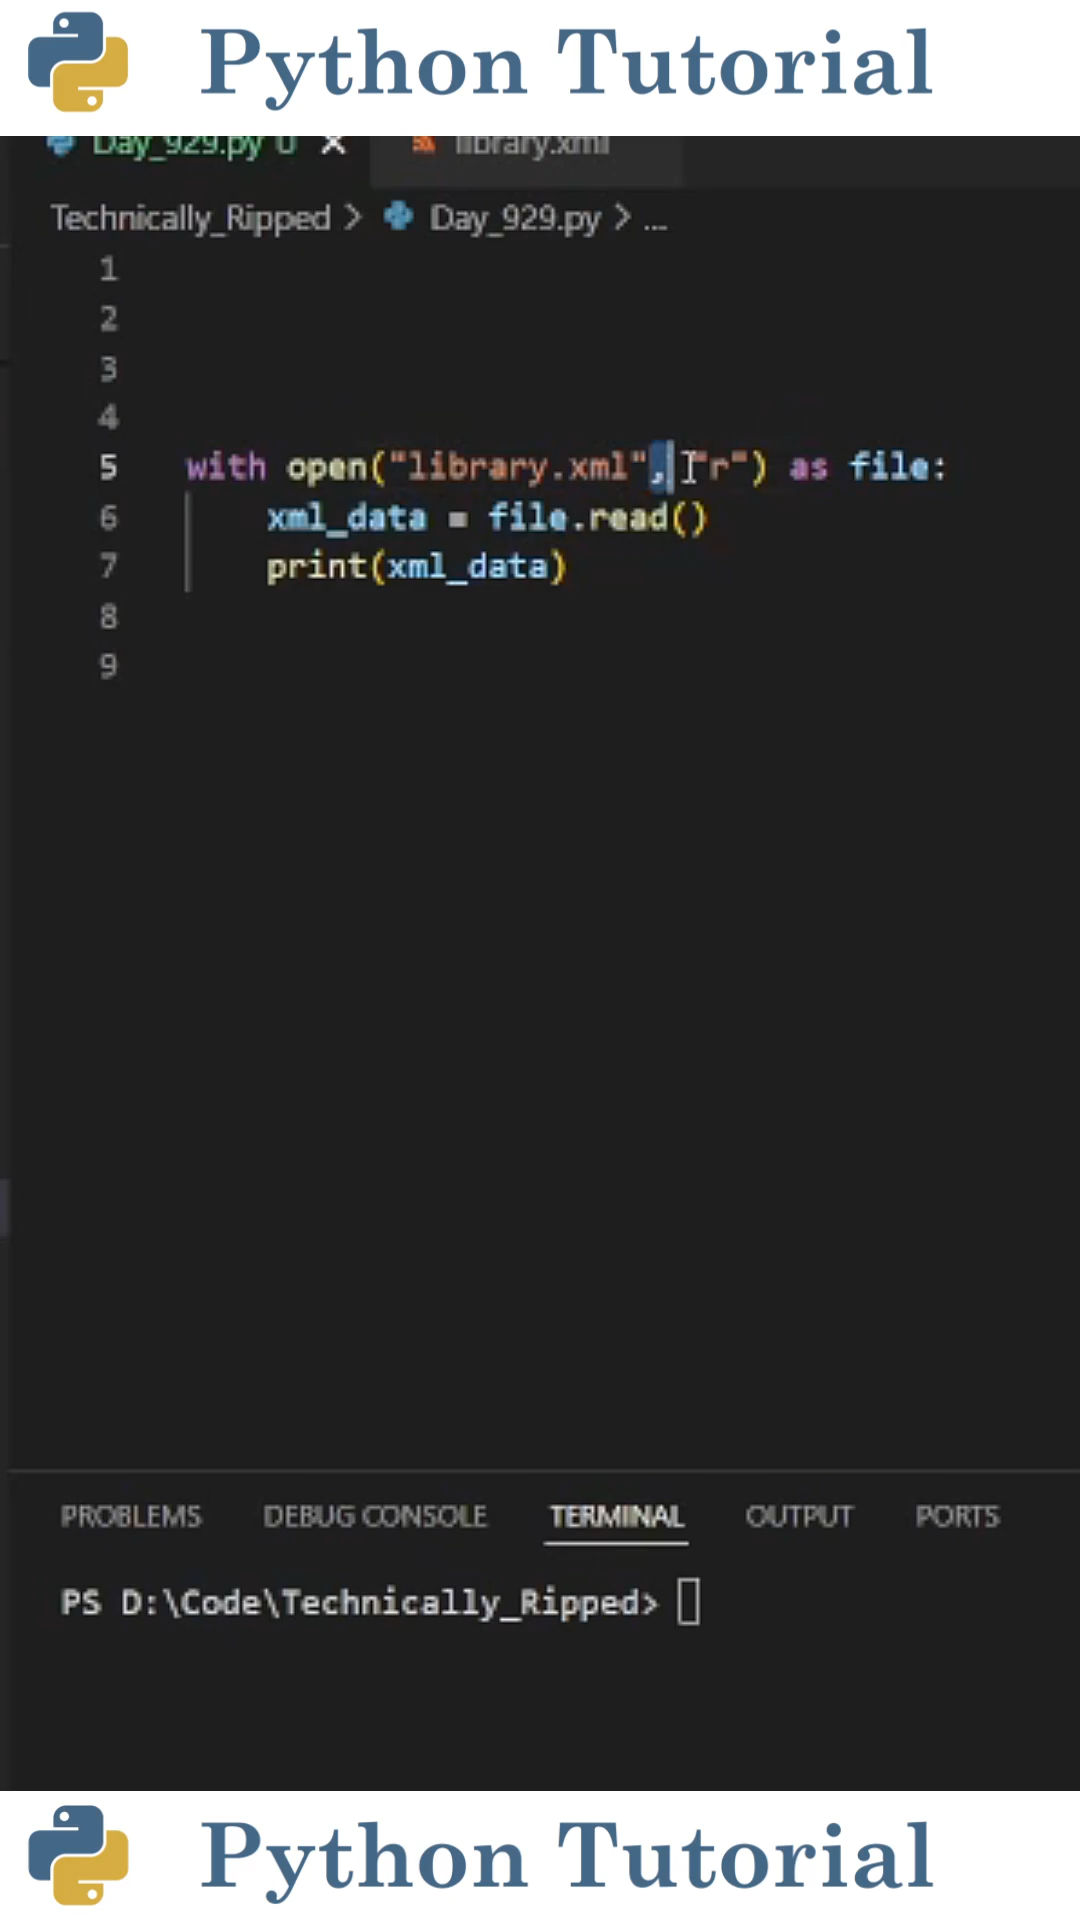 Python Tutorial
Day_929.py U X library.xml
Technically_Ripped > Day_929.py > ...
1
2
3
4
5 with open("library.xml", "r") as file:
6 xml_data = file.read()
7 print(xml_data)
8
9
PROBLEMS DEBUG CONSOLE TERMINAL OUTPUT PORTS
PS D:\Code\Technically_Ripped>
Python Tutorial